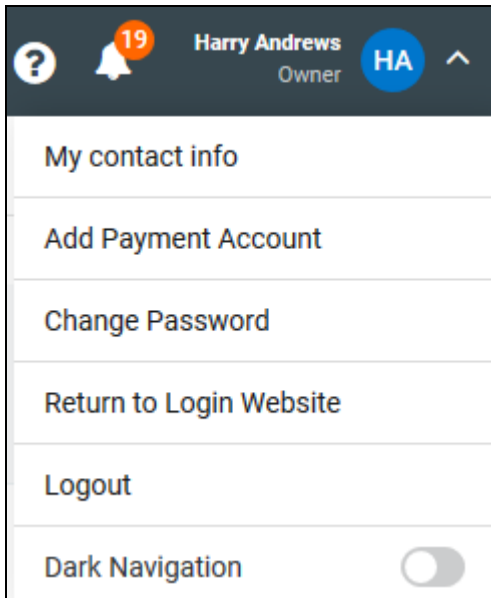 ?
19
Harry Andrews
Owner
HA
My contact info
Add Payment Account
Change Password
Return to Login Website
Logout
Dark Navigation